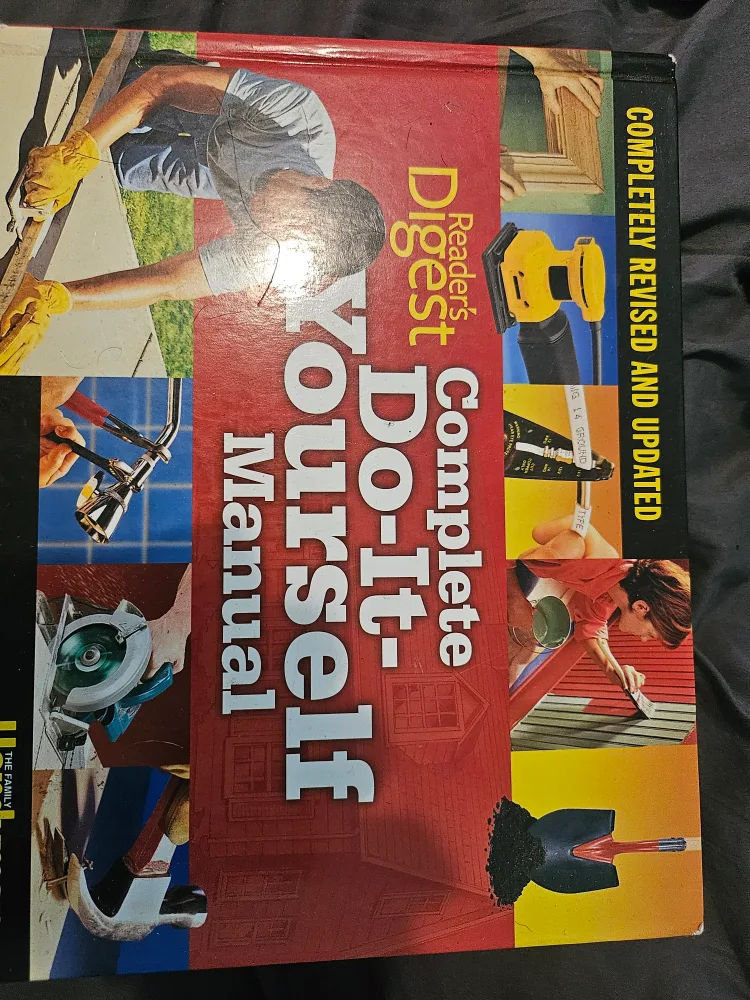 COMPLETELY REVISED AND UPDATED
Reader's
Digest
Complete
Do-It-
Yourself
Manual
THE FAMILY